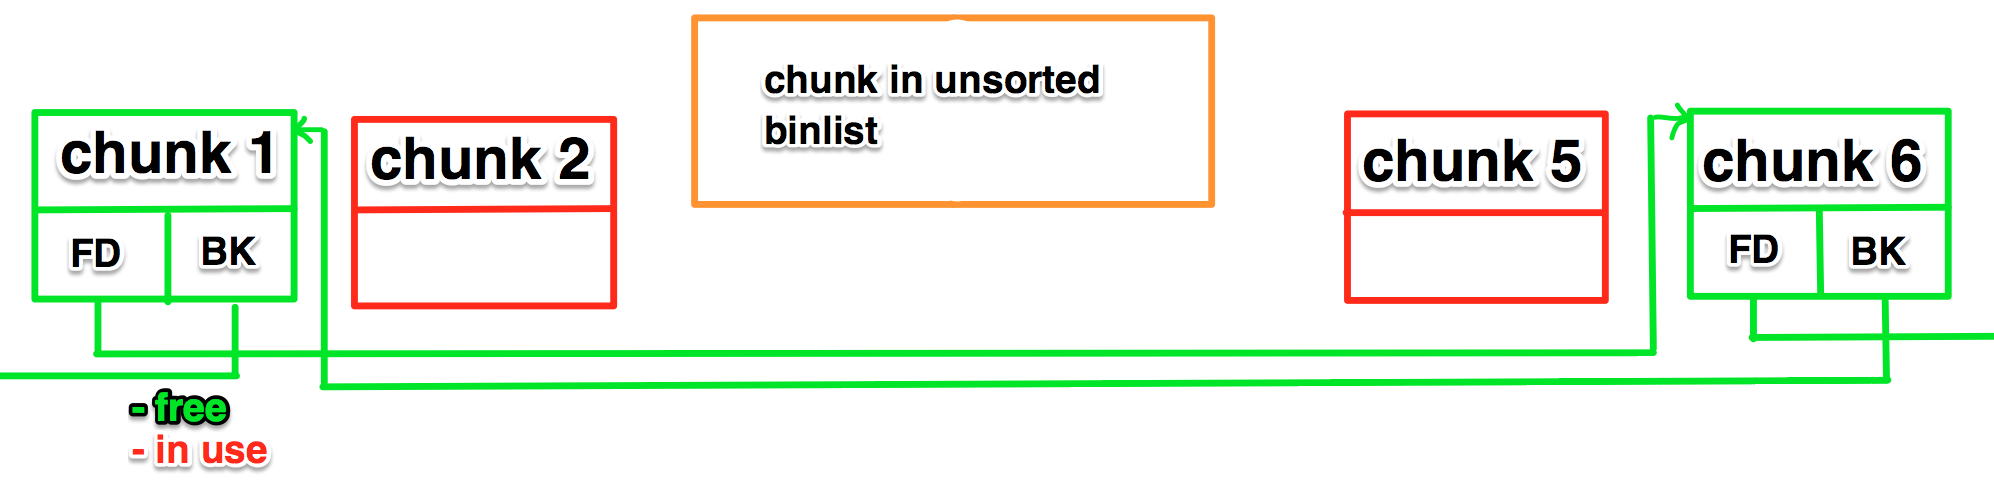 chunk in unsorted
binlist
chunk 1
chunk 2
chunk 5
chunk 6
FD
BK
FD
BK
- free
- in use